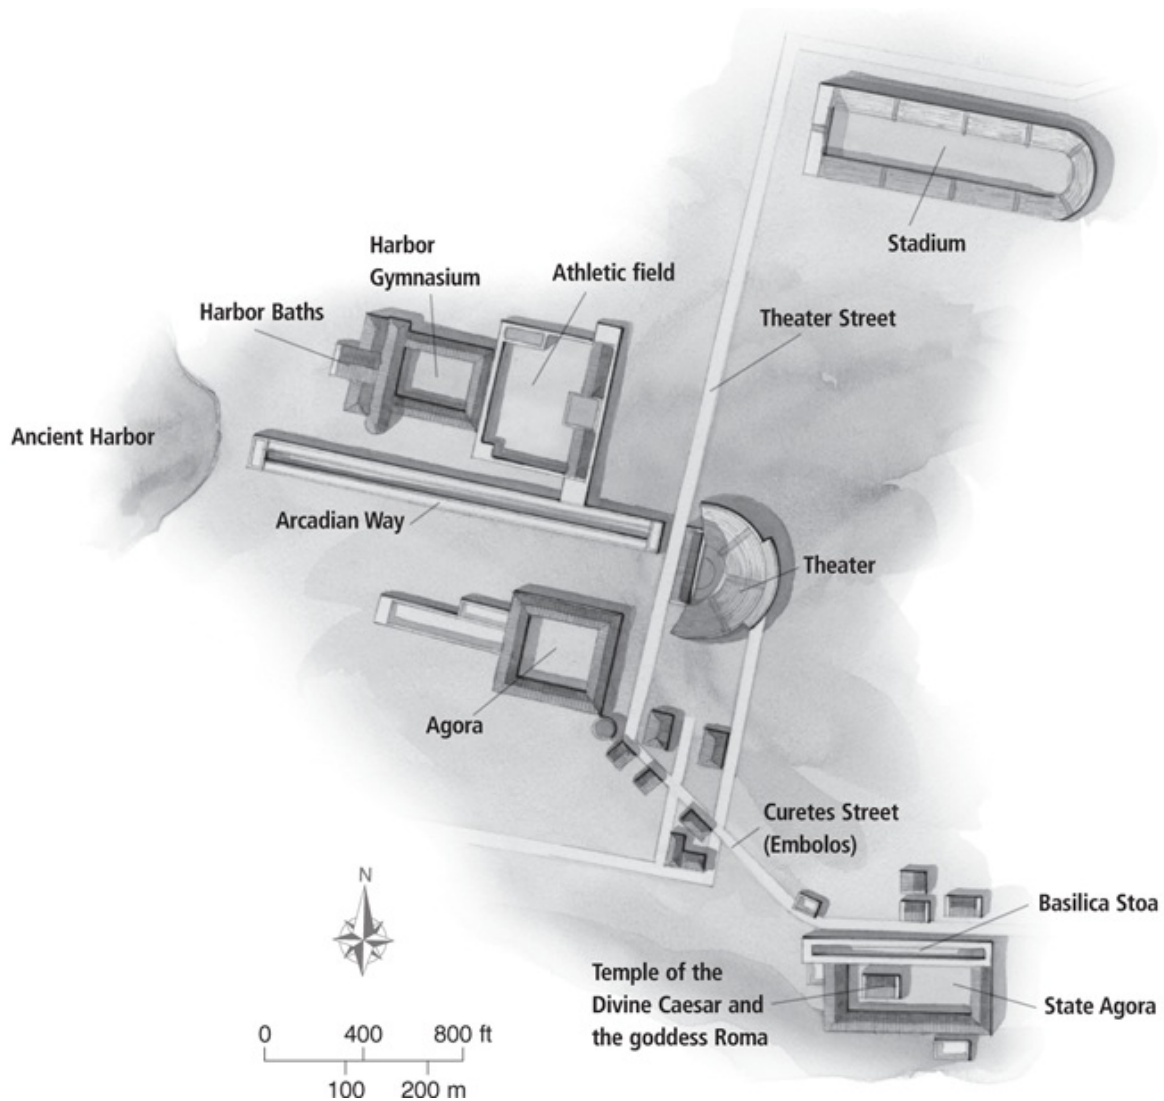 Stadium
Harbor
Gymnasium
Athletic field
Harbor Baths
Theater Street
Ancient Harbor
Arcadian Way
Theater
Agora
Curetes Street
(Embolos)
N
Basilica Stoa
Temple of the
Divine Caesar and
the goddess Roma
State Agora
0 400 800 ft
100 200 m